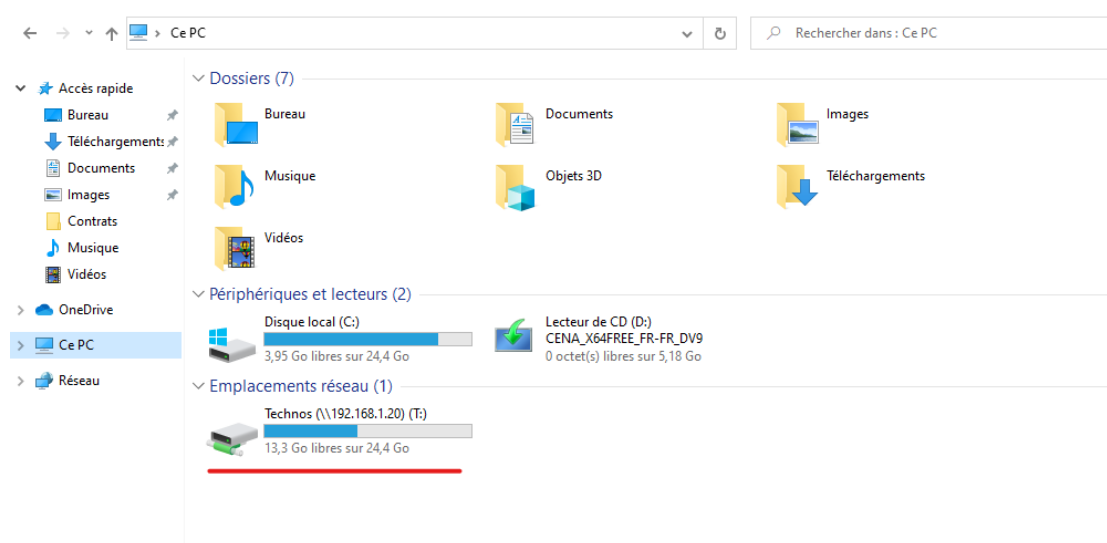 Ce PC
Rechercher dans : Ce PC
Accès rapide
Bureau
Téléchargements
Documents
Images
Contrats
Musique
Vidéos
OneDrive
Ce PC
Réseau
Dossiers (7)
Bureau
Documents
Images
Musique
Objets 3D
Téléchargements
Vidéos
Périphériques et lecteurs (2)
Disque local (C:)
3,95 Go libres sur 24,4 Go
Lecteur de CD (D:)
CENA_X64FREE_FR-FR_DV9
0 octet(s) libres sur 5,18 Go
Emplacements réseau (1)
Technos (\\192.168.1.20) (T:)
13,3 Go libres sur 24,4 Go